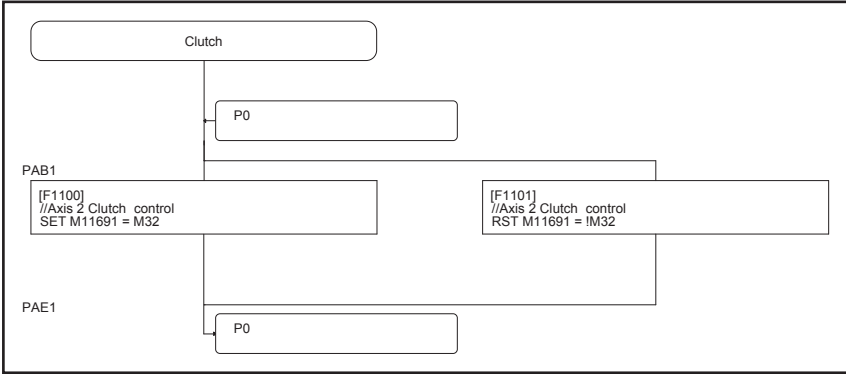 Clutch
P0
PAB1
[F1100]
//Axis 2 Clutch control
SET M11691 = M32
[F1101]
//Axis 2 Clutch control
RST M11691 = !M32
PAE1
P0